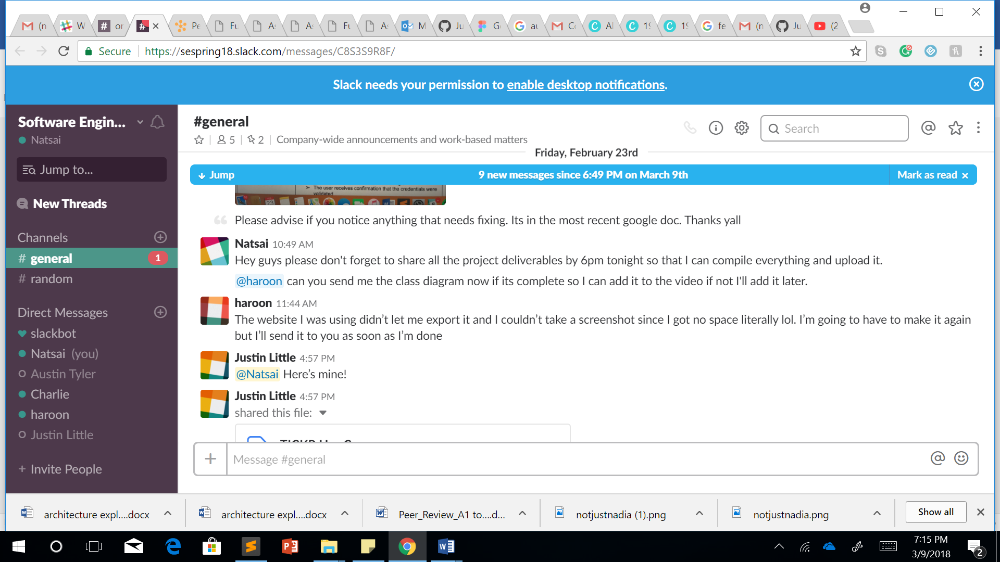 (n
W
or
Pe
Fu
As
As
Fu
As
M
Ju
Go
au
Co
Al
19
19
fe
(n
Ju
(2
Secure
https://sespring18.slack.com/messages/C8S3S9R8F/
Slack needs your permission to enable desktop notifications.
Software Engin...
Natsai
Jump to...
New Threads
Channels
# general 1
# random
Direct Messages
slackbot
Natsai (you)
Austin Tyler
Charlie
haroon
Justin Little
+ Invite People
#general
5
2
Company-wide announcements and work-based matters
Search
Friday, February 23rd
Jump
9 new messages since 6:49 PM on March 9th
Mark as read
The user receives confirmation that the credentials were
validated
Please advise if you notice anything that needs fixing. Its in the most recent google doc. Thanks yall
Natsai 10:49 AM
Hey guys please don't forget to share all the project deliverables by 6pm tonight so that I can compile everything and upload it.
@haroon can you send me the class diagram now if its complete so I can add it to the video if not I'll add it later.
haroon 11:44 AM
The website I was using didn’t let me export it and I couldn’t take a screenshot since I got no space literally lol. I’m going to have to make it again
but I’ll send it to you as soon as I’m done
Justin Little 4:57 PM
@Natsai Here’s mine!
Justin Little 4:57 PM
shared this file:
Message #general
architecture expl....docx
architecture expl....docx
Peer_Review_A1 to....d...
notjustnadia (1).png
notjustnadia.png
Show all
7:15 PM
3/9/2018
2